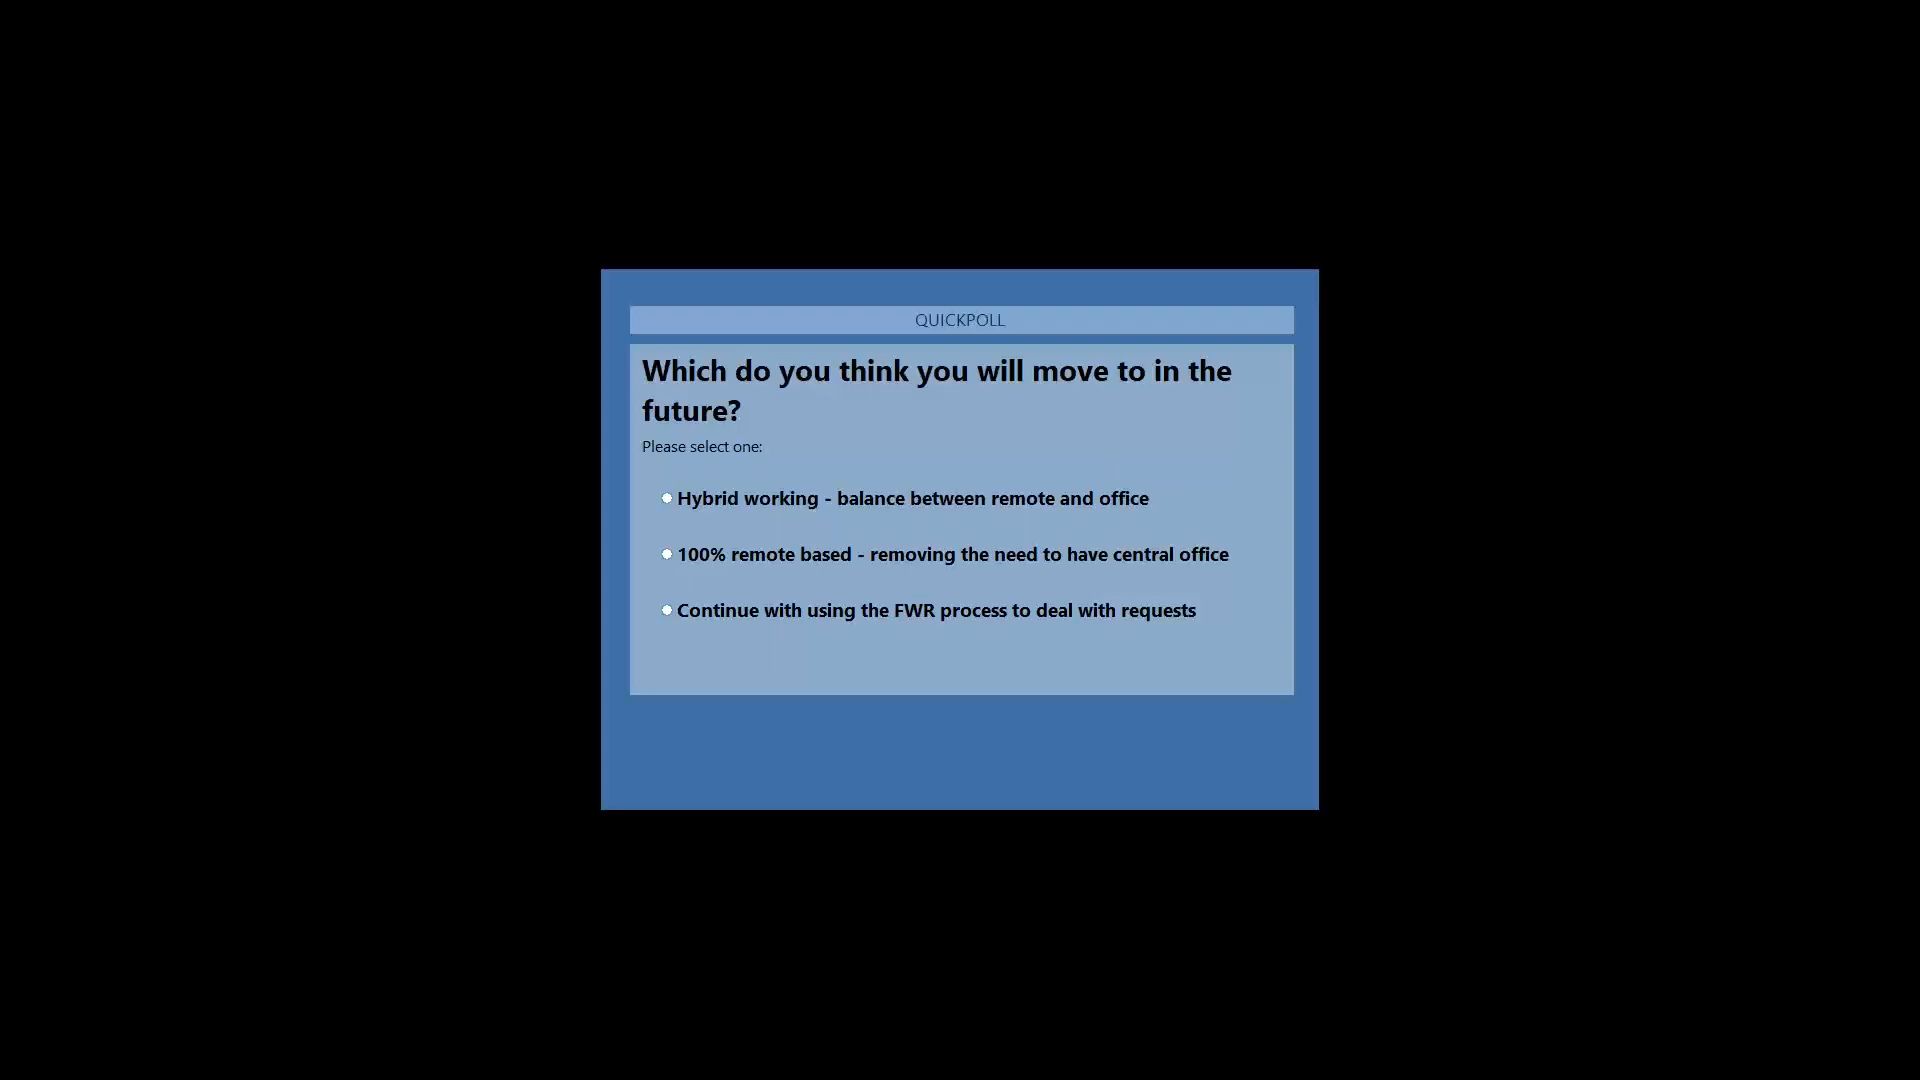 QUICKPOLL
Which do you think you will move to in the
future?
Please select one:
Hybrid working - balance between remote and office
100% remote based - removing the need to have central office
Continue with using the FWR process to deal with requests